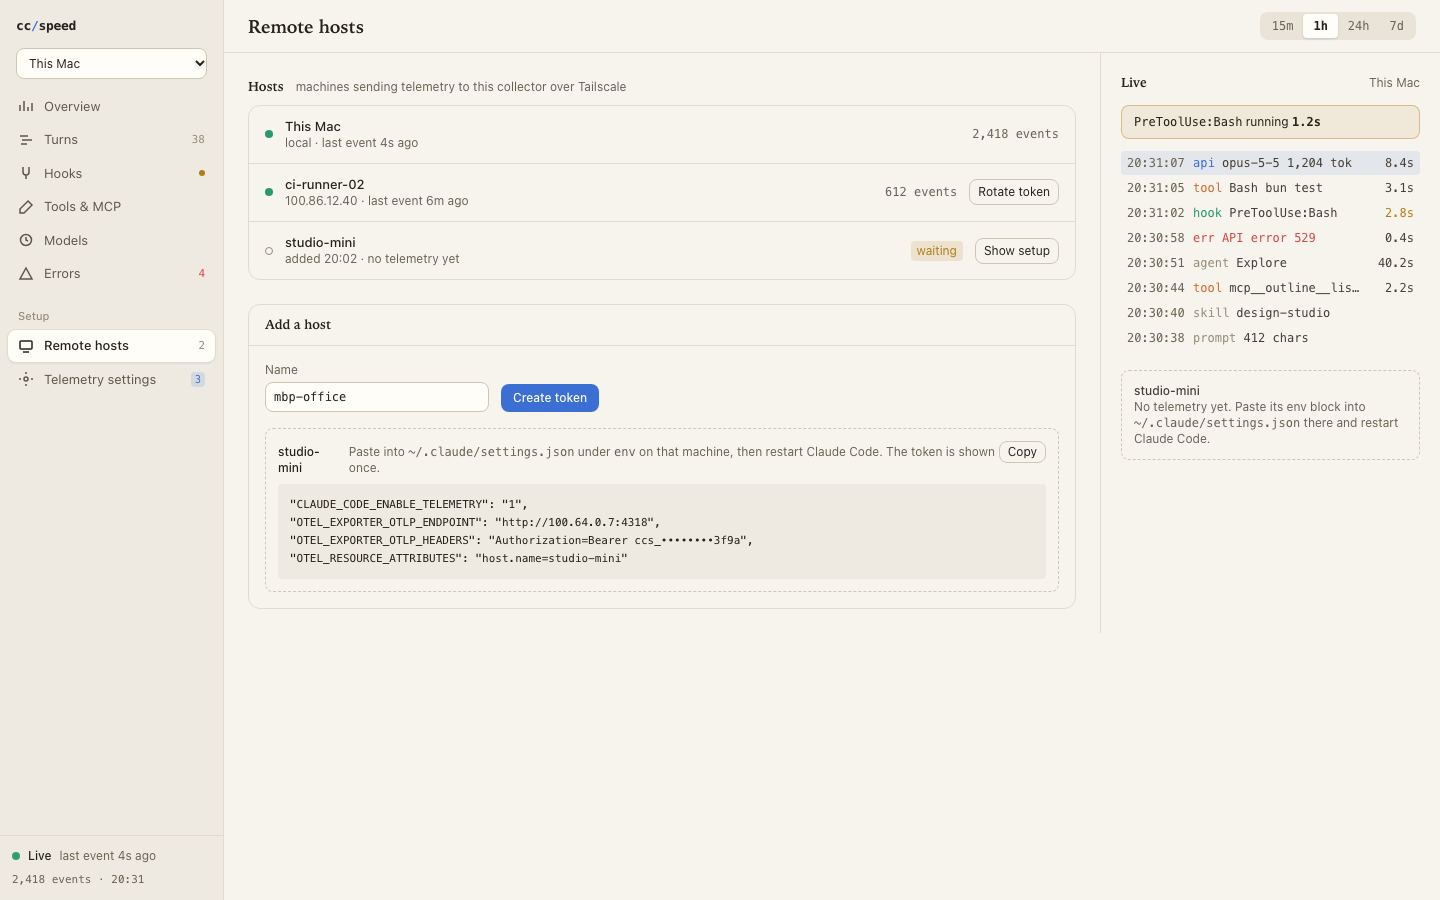 cc/speed
This Mac
Overview
Turns 38
Hooks
Tools & MCP
Models
Errors 4
Setup
Remote hosts 2
Telemetry settings 3
Live last event 4s ago
2,418 events · 20:31
Remote hosts
15m 1h 24h 7d
Hosts machines sending telemetry to this collector over Tailscale
This Mac
local · last event 4s ago
2,418 events
ci-runner-02
100.86.12.40 · last event 6m ago
612 events Rotate token
studio-mini
added 20:02 · no telemetry yet
waiting Show setup
Add a host
Name
mbp-office Create token
studio-mini
Paste into ~/.claude/settings.json under env on that machine, then restart Claude Code. The token is shown once.
Copy
"CLAUDE_CODE_ENABLE_TELEMETRY": "1",
"OTEL_EXPORTER_OTLP_ENDPOINT": "http://100.64.0.7:4318",
"OTEL_EXPORTER_OTLP_HEADERS": "Authorization=Bearer ccs_••••••••3f9a",
"OTEL_RESOURCE_ATTRIBUTES": "host.name=studio-mini"
Live This Mac
PreToolUse:Bash running 1.2s
20:31:07 api opus-5-5 1,204 tok 8.4s
20:31:05 tool Bash bun test 3.1s
20:31:02 hook PreToolUse:Bash 2.8s
20:30:58 err API error 529 0.4s
20:30:51 agent Explore 40.2s
20:30:44 tool mcp__outline__lis… 2.2s
20:30:40 skill design-studio
20:30:38 prompt 412 chars
studio-mini
No telemetry yet. Paste its env block into
~/.claude/settings.json there and restart
Claude Code.